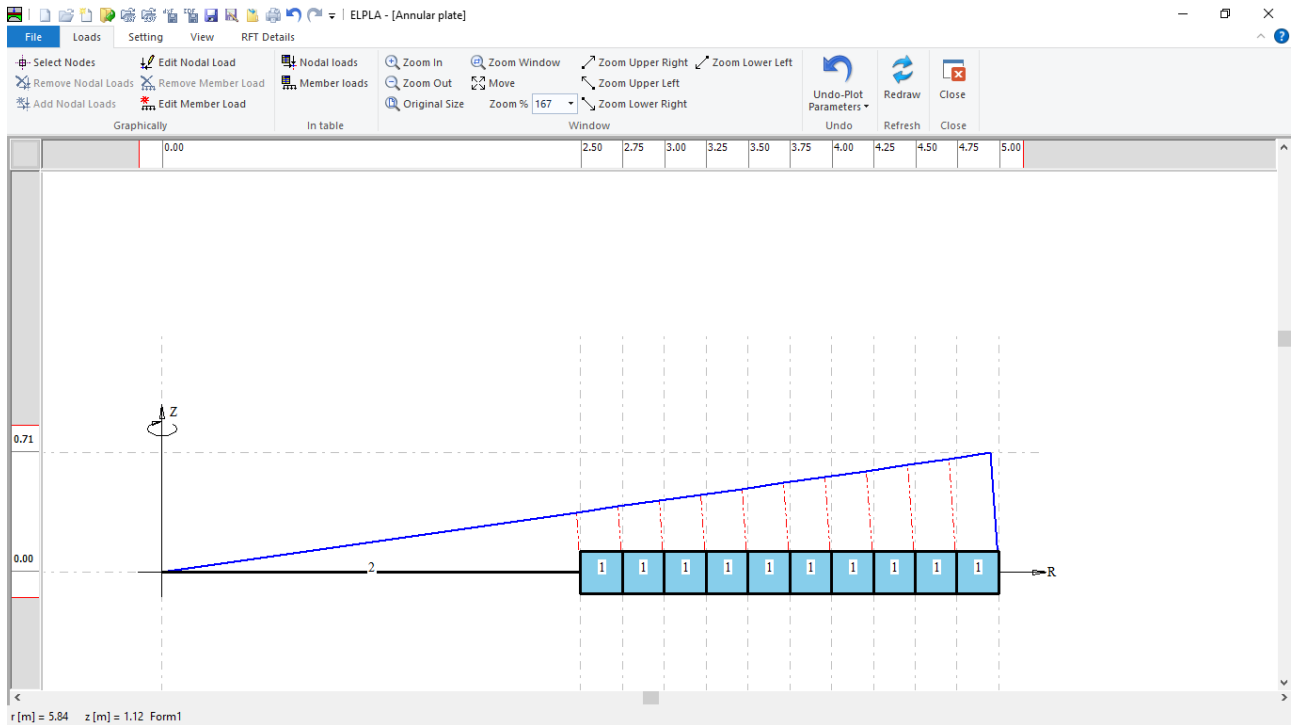 ELPLA - [Annular plate]
File Loads Setting View RFT Details
Select Nodes Edit Nodal Load Nodal loads Zoom In Zoom Window Zoom Upper Right Zoom Lower Left
Remove Nodal Loads Remove Member Load Member loads Zoom Out Move Zoom Upper Left
Add Nodal Loads Edit Member Load Original Size Zoom % 167 Zoom Lower Right
Undo-Plot Parameters Redraw Close
Graphically In table Window Undo Refresh Close
0.00 2.50 2.75 3.00 3.25 3.50 3.75 4.00 4.25 4.50 4.75 5.00
Z
0.71
0.00
2 1 1 1 1 1 1 1 1 1 1 R
r [m] = 5.84 z [m] = 1.12 Form1